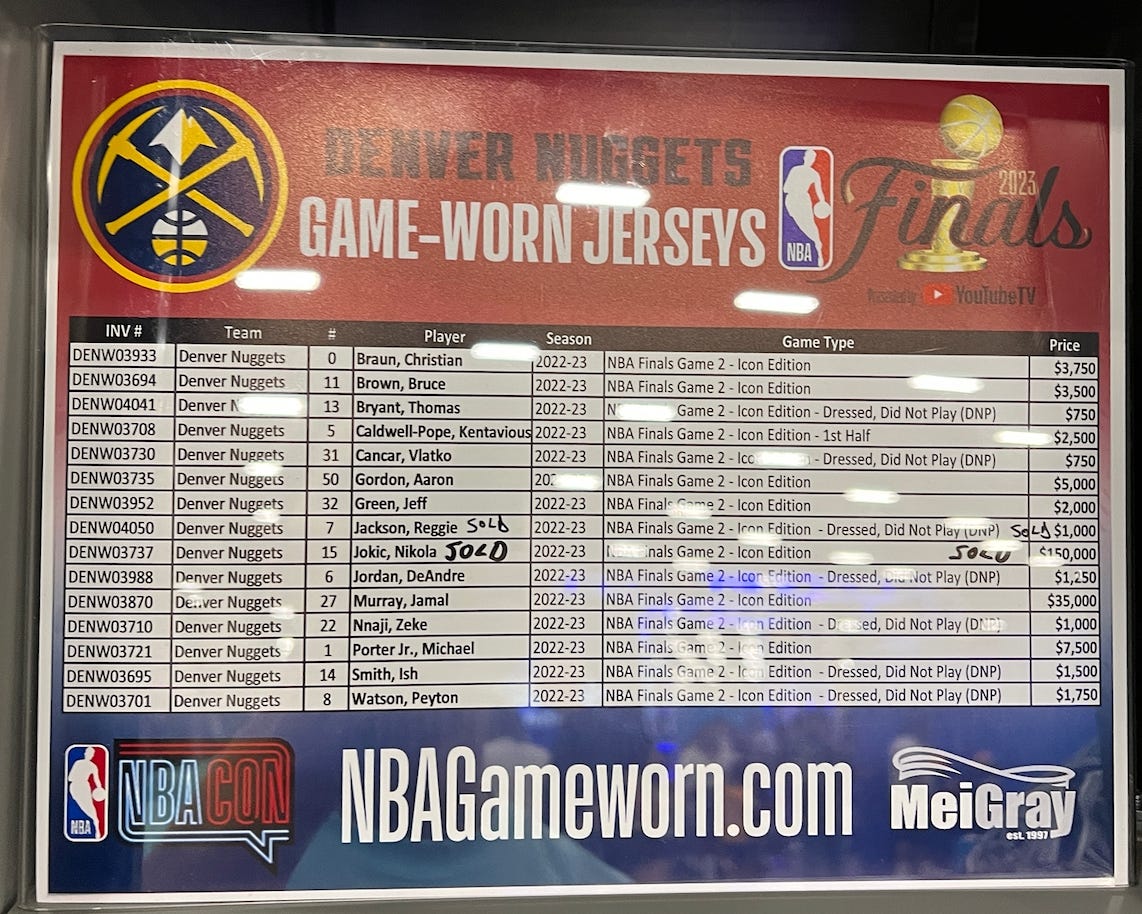 DENVER NUGGETS
GAME-WORN JERSEYS
NBA
2023
Finals
Presented by YouTubeTV
INV # Team # Player Season Game Type Price
DENW03933 Denver Nuggets 0 Braun, Christian 2022-23 NBA Finals Game 2 - Icon Edition $3,750
DENW03694 Denver Nuggets 11 Brown, Bruce 2022-23 NBA Finals Game 2 - Icon Edition $3,500
DENW04041 Denver 13 Bryant, Thomas 2022-23 Game 2 - Icon Edition - Dressed, Did Not Play (DNP) $750
DENW03708 Denver Nuggets 5 Caldwell-Pope, Kentavious 2022-23 NBA Finals Game 2 - Icon Edition - 1st Half $2,500
DENW03730 Denver Nuggets 31 Cancar, Vlatko 2022-23 NBA Finals Game 2 - Dressed, Did Not Play (DNP) $750
DENW03735 Denver Nuggets 50 Gordon, Aaron NBA Finals Game 2 - Icon Edition $5,000
DENW03952 Denver Nuggets 32 Green, Jeff 2022-23 NBA Finals Game 2 - Icon Edition $2,000
DENW04050 Denver Nuggets 7 Jackson, Reggie SOLD 2022-23 NBA Finals Game 2 - Icon Edition - Dressed, Did Not Play (DNP) SOLD $1,000
DENW03737 Denver Nuggets 15 Jokic, Nikola SOLD 2022-23 NBA Finals Game 2 - Icon Edition SOLD $150,000
DENW03988 Denver Nuggets 6 Jordan, DeAndre 2022-23 NBA Finals Game 2 - Icon Edition - Dressed, Did Not Play (DNP) $1,250
DENW03870 Denver Nuggets 27 Murray, Jamal 2022-23 NBA Finals Game 2 - Icon Edition $35,000
DENW03710 Denver Nuggets 22 Nnaji, Zeke 2022-23 NBA Finals Game 2 - Icon Edition - Dressed, Did Not Play (DNP) $1,000
DENW03721 Denver Nuggets 1 Porter Jr., Michael 2022-23 NBA Finals Game 2 - Icon Edition $7,500
DENW03695 Denver Nuggets 14 Smith, Ish 2022-23 NBA Finals Game 2 - Icon Edition - Dressed, Did Not Play (DNP) $1,500
DENW03701 Denver Nuggets 8 Watson, Peyton 2022-23 NBA Finals Game 2 - Icon Edition - Dressed, Did Not Play (DNP) $1,750
NBA
NBA CON
NBAGameworn.com
MeiGray
est. 1997